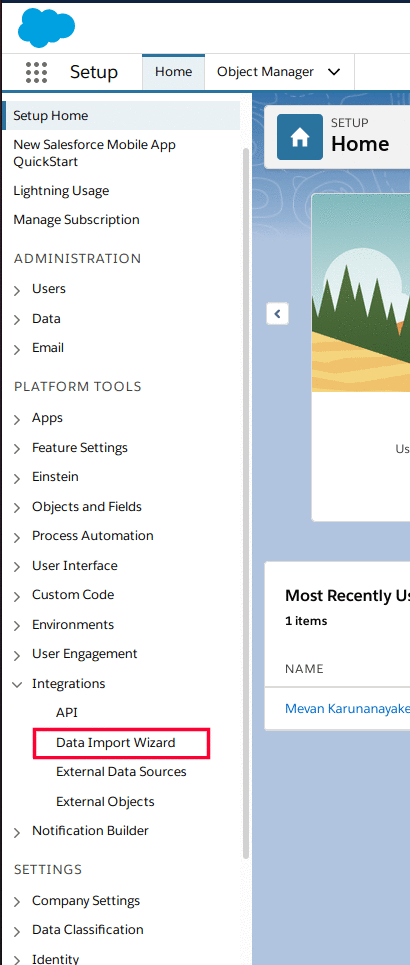 Setup
Home
Object Manager
Setup Home
New Salesforce Mobile App
QuickStart
Lightning Usage
Manage Subscription
ADMINISTRATION
Users
Data
Email
PLATFORM TOOLS
Apps
Feature Settings
Einstein
Objects and Fields
Process Automation
User Interface
Custom Code
Environments
User Engagement
Integrations
API
Data Import Wizard
External Data Sources
External Objects
Notification Builder
SETTINGS
Company Settings
Data Classification
Identity
SETUP
Home
Us
Most Recently Us
1 items
NAME
Mevan Karunanayake